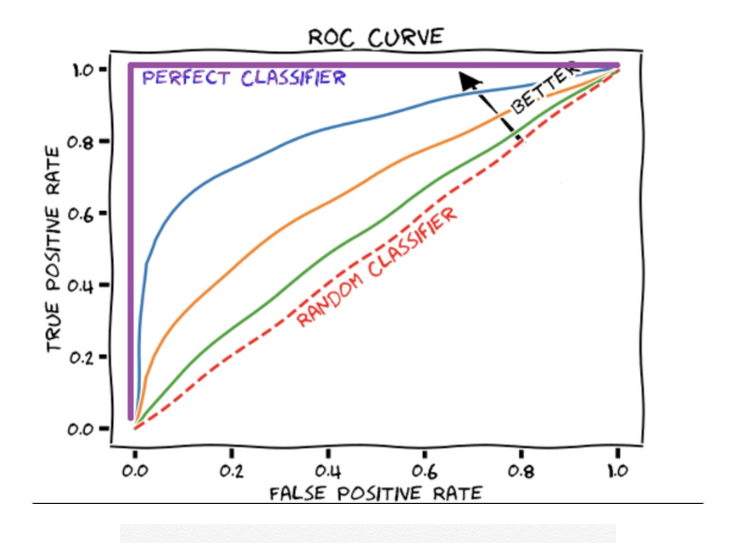 ROC CURVE
PERFECT CLASSIFIER
BETTER
RANDOM CLASSIFIER
TRUE POSITIVE RATE
1.0
0.8
0.6
0.4
0.2
0.0
0.0 0.2 0.4 0.6 0.8 1.0
FALSE POSITIVE RATE